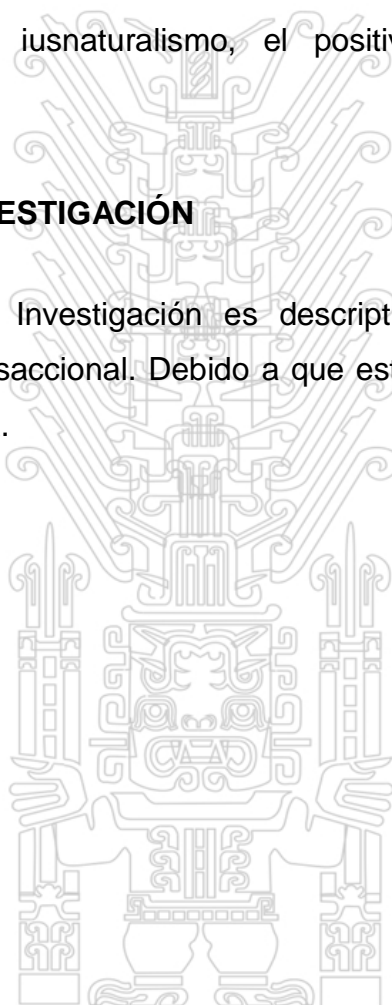 iusnaturalismo, el positiv
ESTIGACIÓN
Investigación es descript
saccional. Debido a que est
.